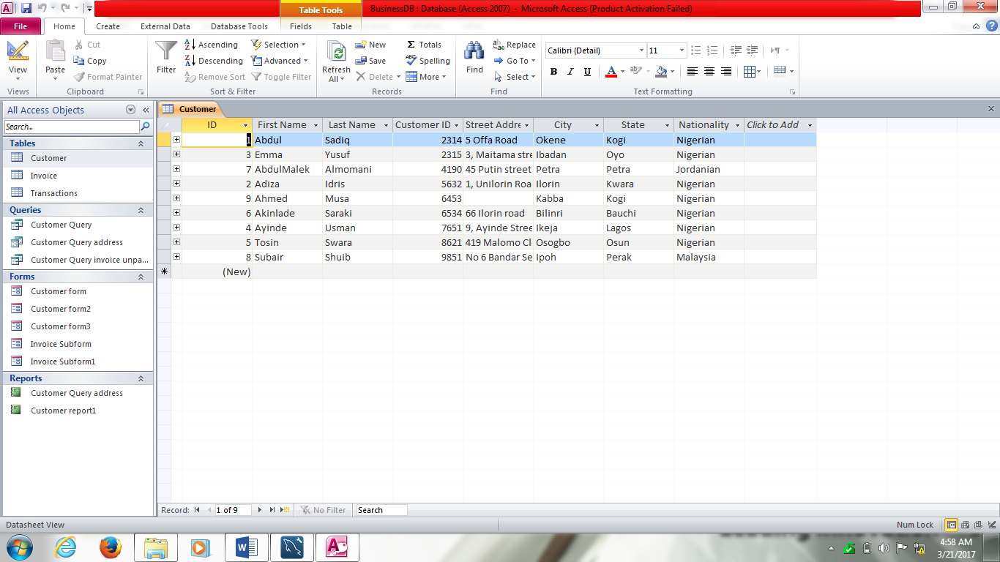 Table Tools
BusinessDB : Database (Access 2007) - Microsoft Access (Product Activation Failed)
File Home Create External Data Database Tools Fields Table
View
Views
Paste
Cut
Copy
Format Painter
Clipboard
Filter
Ascending
Descending
Remove Sort
Selection
Advanced
Toggle Filter
Sort & Filter
Refresh
All
New
Save
Delete
Totals
Spelling
More
Records
Find
Replace
Go To
Select
Find
Calibri (Detail) 11
B I U A
Text Formatting
All Access Objects
Search...
Tables
Customer
Invoice
Transactions
Queries
Customer Query
Customer Query address
Customer Query invoice unpa...
Forms
Customer form
Customer form2
Customer form3
Invoice Subform
Invoice Subform1
Reports
Customer Query address
Customer report1
Customer
ID First Name Last Name Customer ID Street Addre City State Nationality Click to Add
1 Abdul Sadiq 2314 5 Offa Road Okene Kogi Nigerian
3 Emma Yusuf 2315 3, Maitama stre Ibadan Oyo Nigerian
7 AbdulMalek Almomani 4190 45 Putin street Petra Petra Jordanian
2 Adiza Idris 5632 1, Unilorin Roa Ilorin Kwara Nigerian
9 Ahmed Musa 6453 Kabba Kogi Nigerian
6 Akinlade Saraki 6534 66 Ilorin road Bilinri Bauchi Nigerian
4 Ayinde Usman 7651 9, Ayinde Stree Ikeja Lagos Nigerian
5 Tosin Swara 8621 419 Malomo Cl Osogbo Osun Nigerian
8 Subair Shuib 9851 No 6 Bandar Se Ipoh Perak Malaysia
(New)
Record: 1 of 9 No Filter Search
Datasheet View Num Lock
4:58 AM
3/21/2017